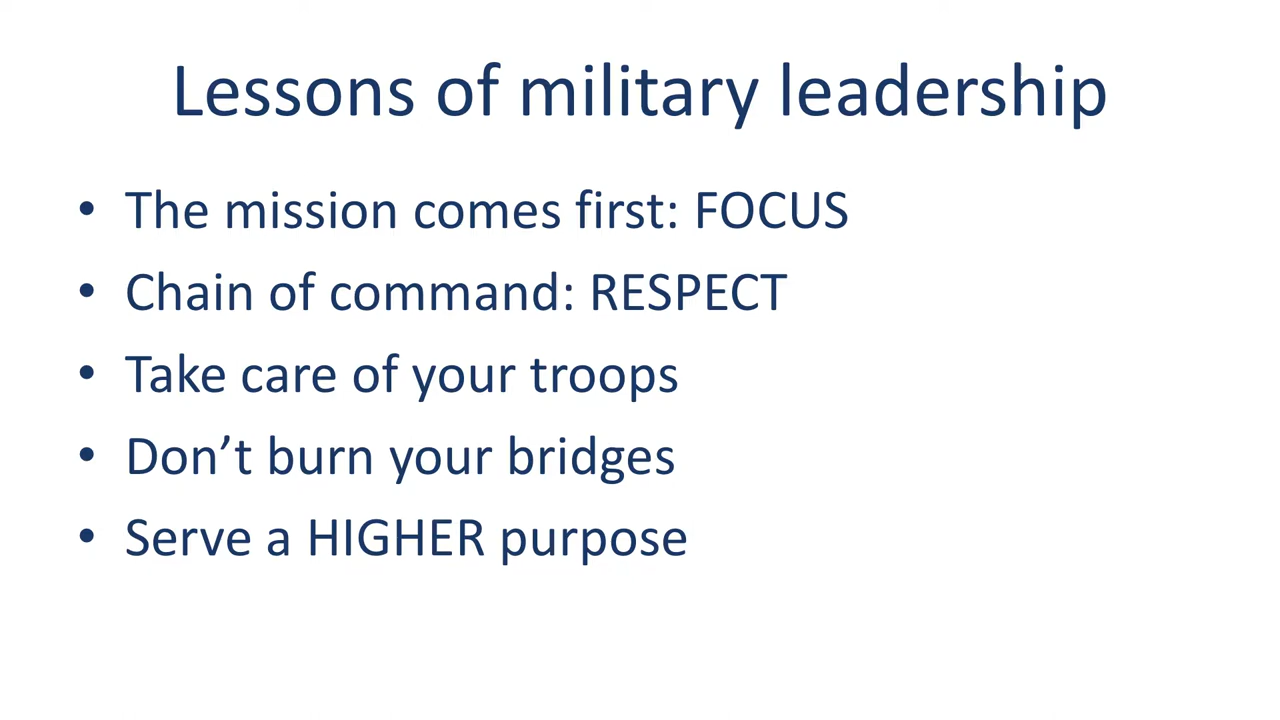 Lessons of military leadership
• The mission comes first: FOCUS
• Chain of command: RESPECT
• Take care of your troops
• Don’t burn your bridges
• Serve a HIGHER purpose